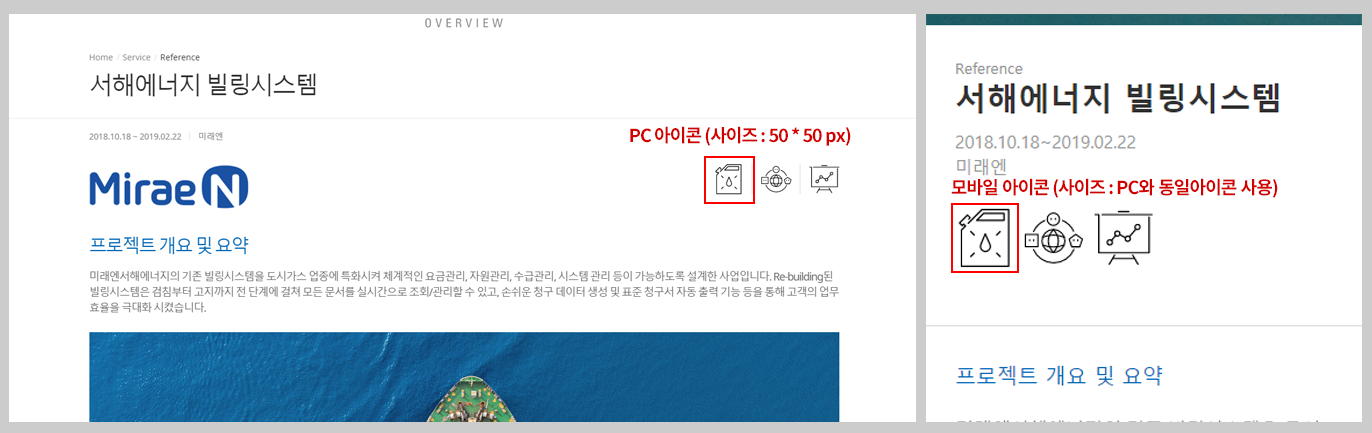 OVERVIEW
Home / Service / Reference
서해에너지 빌링시스템
2018.10.18 ~ 2019.02.22 | 미래엔
PC 아이콘 (사이즈 : 50 * 50 px)
Mirae N
프로젝트 개요 및 요약
미래엔서해에너지의 기존 빌링시스템을 도시가스 업종에 특화시켜 체계적인 요금관리, 자원관리, 수급관리, 시스템 관리 등이 가능하도록 설계한 사업입니다. Re-building된
빌링시스템은 검침부터 고지까지 전 단계에 걸쳐 모든 문서를 실시간으로 조회/관리할 수 있고, 손쉬운 청구 데이터 생성 및 표준 청구서 자동 출력 기능 등을 통해 고객의 업무
효율을 극대화 시켰습니다.
Reference
서해에너지 빌링시스템
2018.10.18~2019.02.22
미래엔
모바일 아이콘 (사이즈 : PC와 동일아이콘 사용)
프로젝트 개요 및 요약